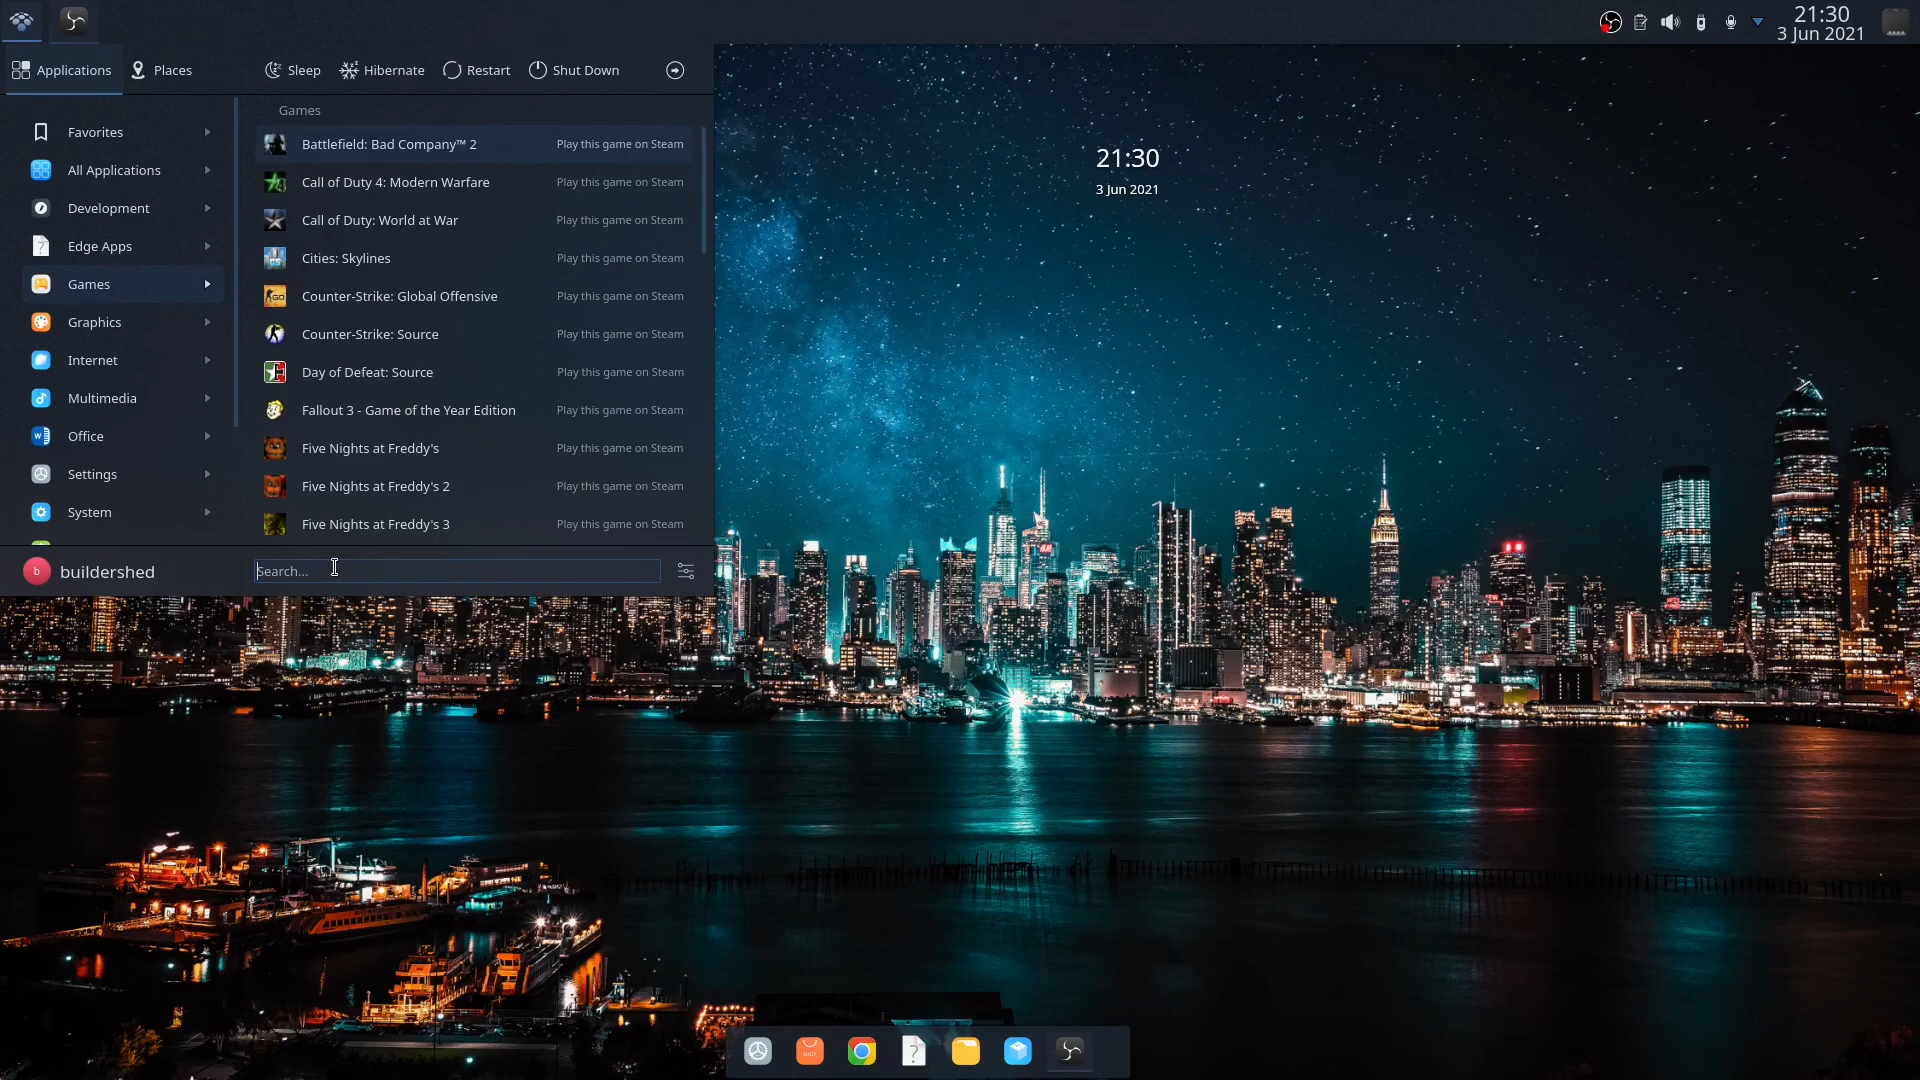 21:30
3 Jun 2021
Applications
Places
Sleep
Hibernate
Restart
Shut Down
Favorites
All Applications
Development
Edge Apps
Games
Graphics
Internet
Multimedia
Office
Settings
System
Games
Battlefield: Bad Company™ 2 Play this game on Steam
Call of Duty 4: Modern Warfare Play this game on Steam
Call of Duty: World at War Play this game on Steam
Cities: Skylines Play this game on Steam
Counter-Strike: Global Offensive Play this game on Steam
Counter-Strike: Source Play this game on Steam
Day of Defeat: Source Play this game on Steam
Fallout 3 - Game of the Year Edition Play this game on Steam
Five Nights at Freddy's Play this game on Steam
Five Nights at Freddy's 2 Play this game on Steam
Five Nights at Freddy's 3 Play this game on Steam
b buildershed
Search...
21:30
3 Jun 2021